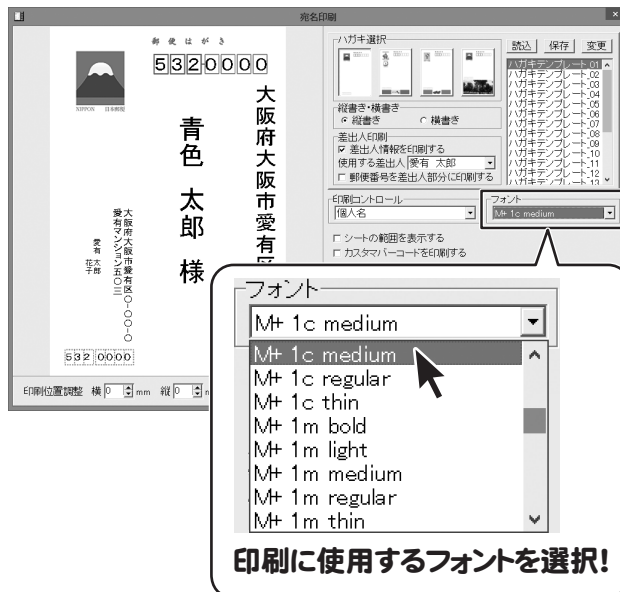 宛名印刷
郵便はがき
5320000
NIPPON 日本郵便
大阪府大阪市愛有区
青色 太郎 様
大阪府大阪市愛有区〇-〇〇-〇
愛有マンション五〇三
愛有 太郎
花子
532 0000
印刷位置調整 横 0 mm 縦 0
ハガキ選択
読込 保存 変更
ハガキテンプレート_01
ハガキテンプレート_02
ハガキテンプレート_03
ハガキテンプレート_04
ハガキテンプレート_05
ハガキテンプレート_06
ハガキテンプレート_07
ハガキテンプレート_08
ハガキテンプレート_09
ハガキテンプレート_10
ハガキテンプレート_11
ハガキテンプレート_12
ハガキテンプレート_13
縦書き・横書き
縦書き 横書き
差出人印刷
差出人情報を印刷する
使用する差出人 愛有 太郎
郵便番号を差出人部分に印刷する
印刷コントロール
個人名
フォント
M+ 1c medium
シートの範囲を表示する
カスタマバーコードを印刷する
フォント
M+ 1c medium
M+ 1c medium
M+ 1c regular
M+ 1c thin
M+ 1m bold
M+ 1m light
M+ 1m medium
M+ 1m regular
M+ 1m thin
印刷に使用するフォントを選択!